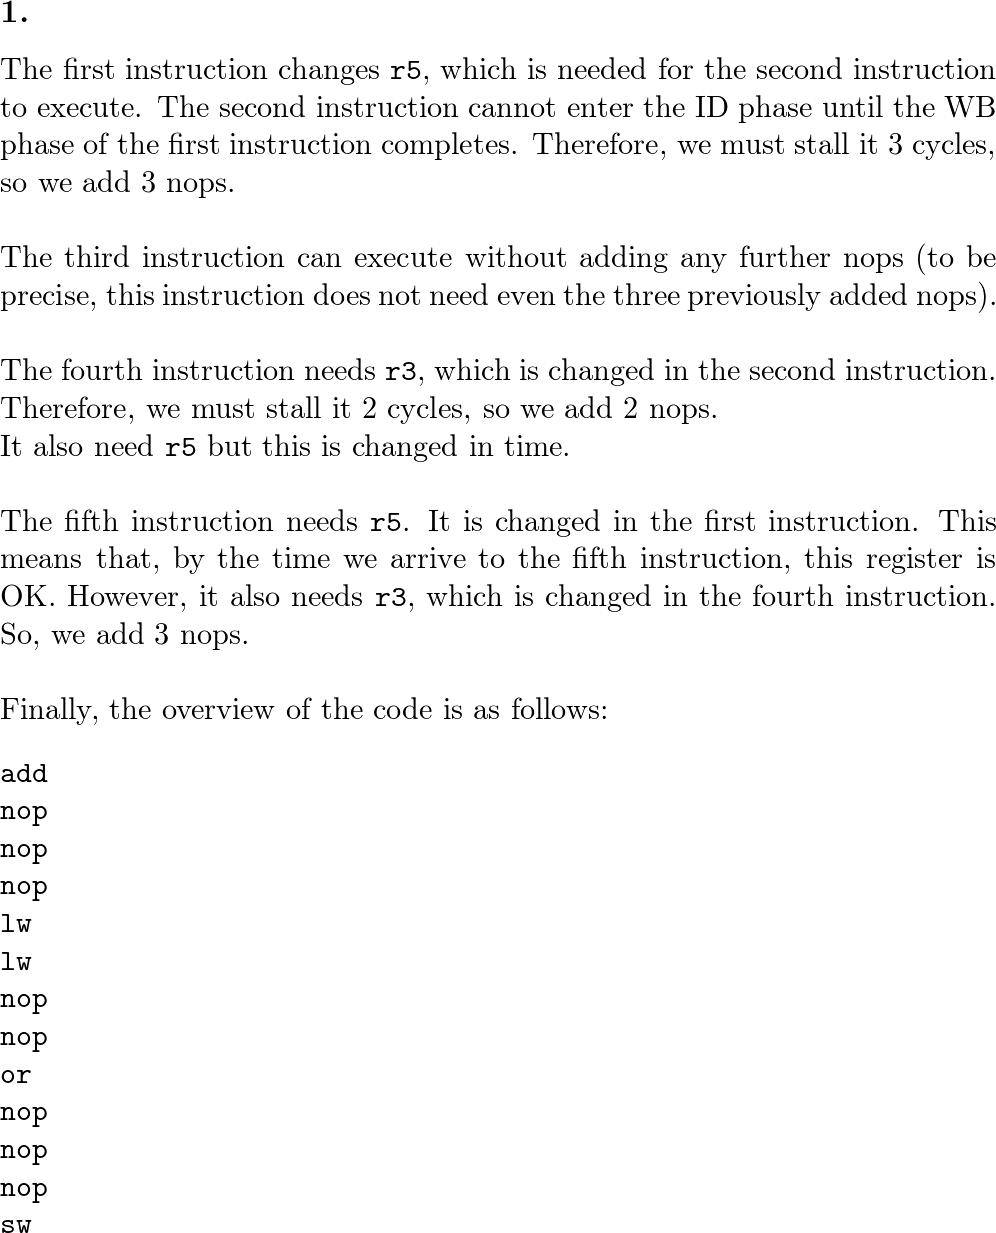 1.
The first instruction changes r5, which is needed for the second instruction
to execute. The second instruction cannot enter the ID phase until the WB
phase of the first instruction completes. Therefore, we must stall it 3 cycles,
so we add 3 nops.
The third instruction can execute without adding any further nops (to be
precise, this instruction does not need even the three previously added nops).
The fourth instruction needs r3, which is changed in the second instruction.
Therefore, we must stall it 2 cycles, so we add 2 nops.
It also need r5 but this is changed in time.
The fifth instruction needs r5. It is changed in the first instruction. This
means that, by the time we arrive to the fifth instruction, this register is
OK. However, it also needs r3, which is changed in the fourth instruction.
So, we add 3 nops.
Finally, the overview of the code is as follows:
add
nop
nop
nop
lw
lw
nop
nop
or
nop
nop
nop
sw